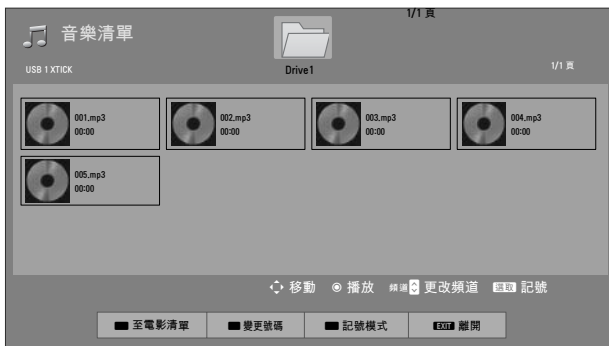 1/1 頁
音樂清單
USB 1 XTICK
Drive1
1/1 頁
001.mp3
00:00
002.mp3
00:00
003.mp3
00:00
004.mp3
00:00
005.mp3
00:00
移動 播放 頻道 更改頻道 選取 記號
至電影清單 變更號碼 記號模式 EXIT 離開